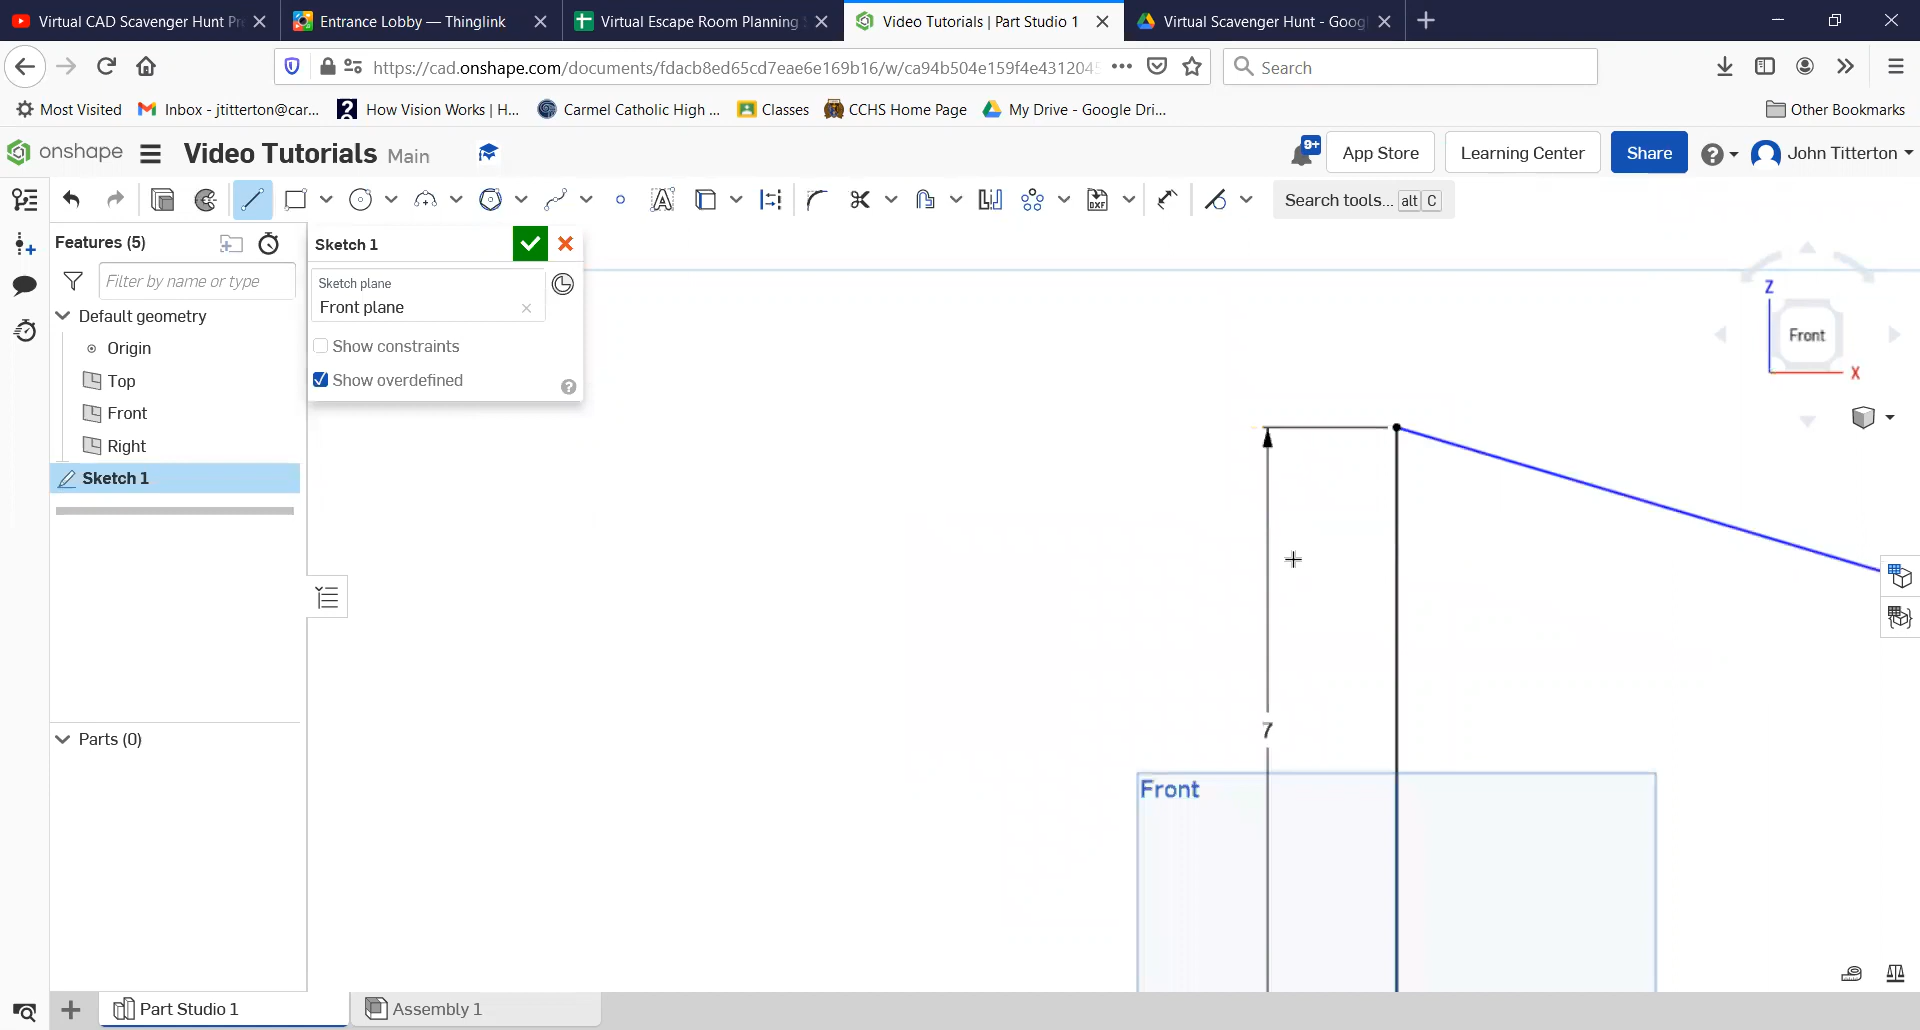 Virtual CAD Scavenger Hunt Pr
Entrance Lobby — Thinglink
Virtual Escape Room Planning
Video Tutorials | Part Studio 1
Virtual Scavenger Hunt - Goog
https://cad.onshape.com/documents/fdacb8ed65cd7eae6e169b16/w/ca94b504e159f4e4312045
Search
Most Visited
Inbox - jtitterton@car...
How Vision Works | H...
Carmel Catholic High ...
Classes
CCHS Home Page
My Drive - Google Dri...
Other Bookmarks
onshape
Video Tutorials Main
9+
App Store
Learning Center
Share
John Titterton
DXF
Search tools... alt C
Features (5)
Filter by name or type
Default geometry
Origin
Top
Front
Right
Sketch 1
Parts (0)
Sketch 1
Sketch plane
Front plane
Show constraints
Show overdefined
7
Front
Z
Front
X
Part Studio 1
Assembly 1